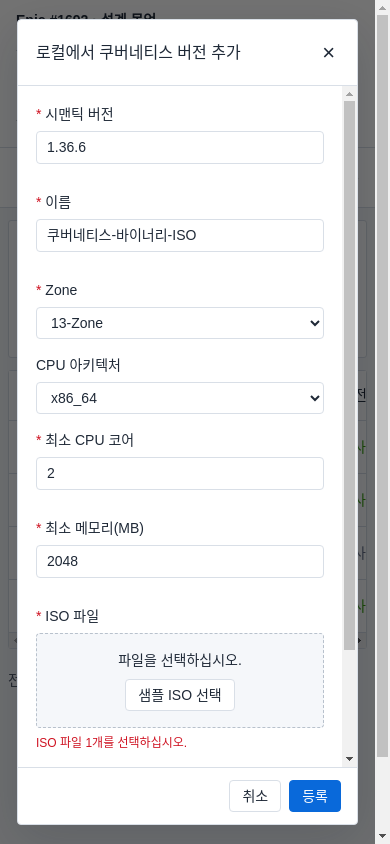 로컬에서 쿠버네티스 버전 추가
* 시맨틱 버전
1.36.6
* 이름
쿠버네티스-바이너리-ISO
* Zone
13-Zone
CPU 아키텍처
x86_64
* 최소 CPU 코어
2
* 최소 메모리(MB)
2048
* ISO 파일
파일을 선택하십시오.
샘플 ISO 선택
ISO 파일 1개를 선택하십시오.
취소
등록